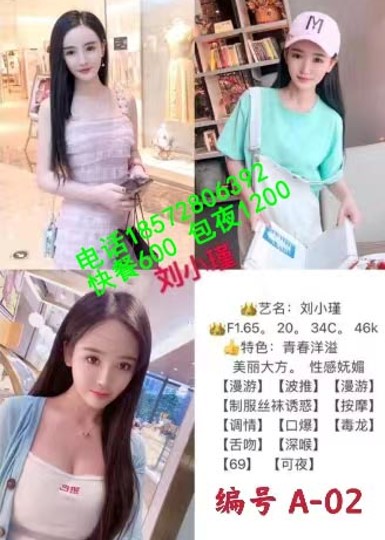 M
电话18572806392
快餐600 包夜1200
刘小瑾
👑艺名：刘小瑾
👑F1.65。20。34C。46k
👍特色：青春洋溢
美丽大方。性感妩媚
【漫游】【波推】【漫游】
【制服丝袜诱惑】【按摩】
【调情】【口爆】【毒龙】
【舌吻】【深喉】
【69】【可夜】
编号 A-02